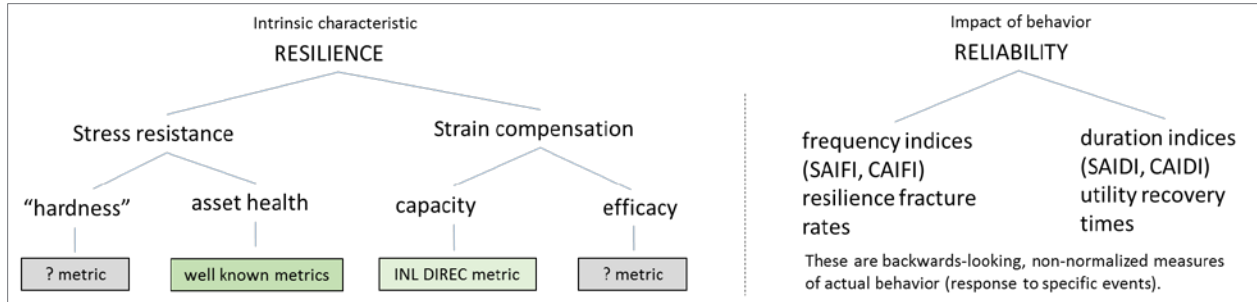 Intrinsic characteristic
RESILIENCE
Stress resistance
Strain compensation
“hardness”
asset health
capacity
efficacy
? metric
well known metrics
INL DIREC metric
? metric
Impact of behavior
RELIABILITY
frequency indices
(SAIFI, CAIFI)
resilience fracture
rates
duration indices
(SAIDI, CAIDI)
utility recovery
times
These are backwards-looking, non-normalized measures
of actual behavior (response to specific events).